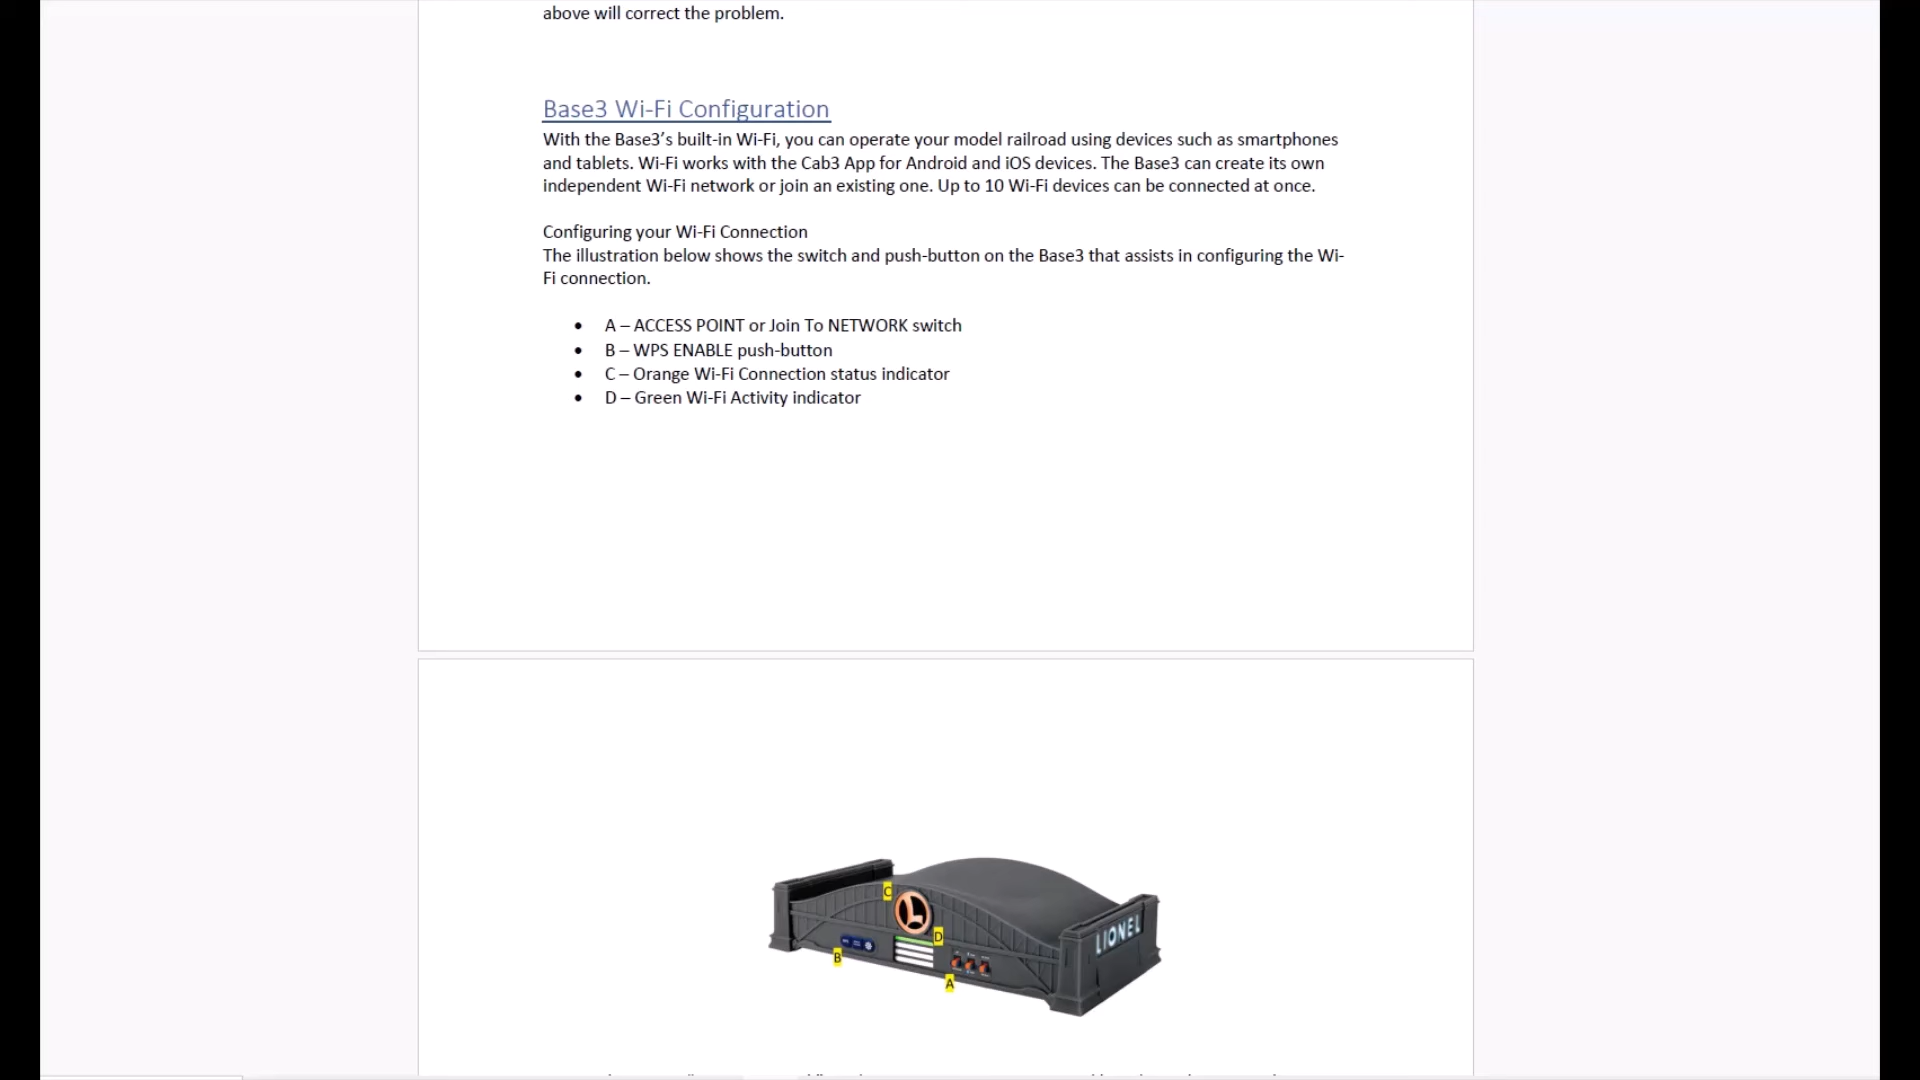 above will correct the problem.
Base3 Wi-Fi Configuration
With the Base3’s built-in Wi-Fi, you can operate your model railroad using devices such as smartphones
and tablets. Wi-Fi works with the Cab3 App for Android and iOS devices. The Base3 can create its own
independent Wi-Fi network or join an existing one. Up to 10 Wi-Fi devices can be connected at once.
Configuring your Wi-Fi Connection
The illustration below shows the switch and push-button on the Base3 that assists in configuring the Wi-
Fi connection.
• A – ACCESS POINT or Join To NETWORK switch
• B – WPS ENABLE push-button
• C – Orange Wi-Fi Connection status indicator
• D – Green Wi-Fi Activity indicator
C
L
D
LIONEL
B
A